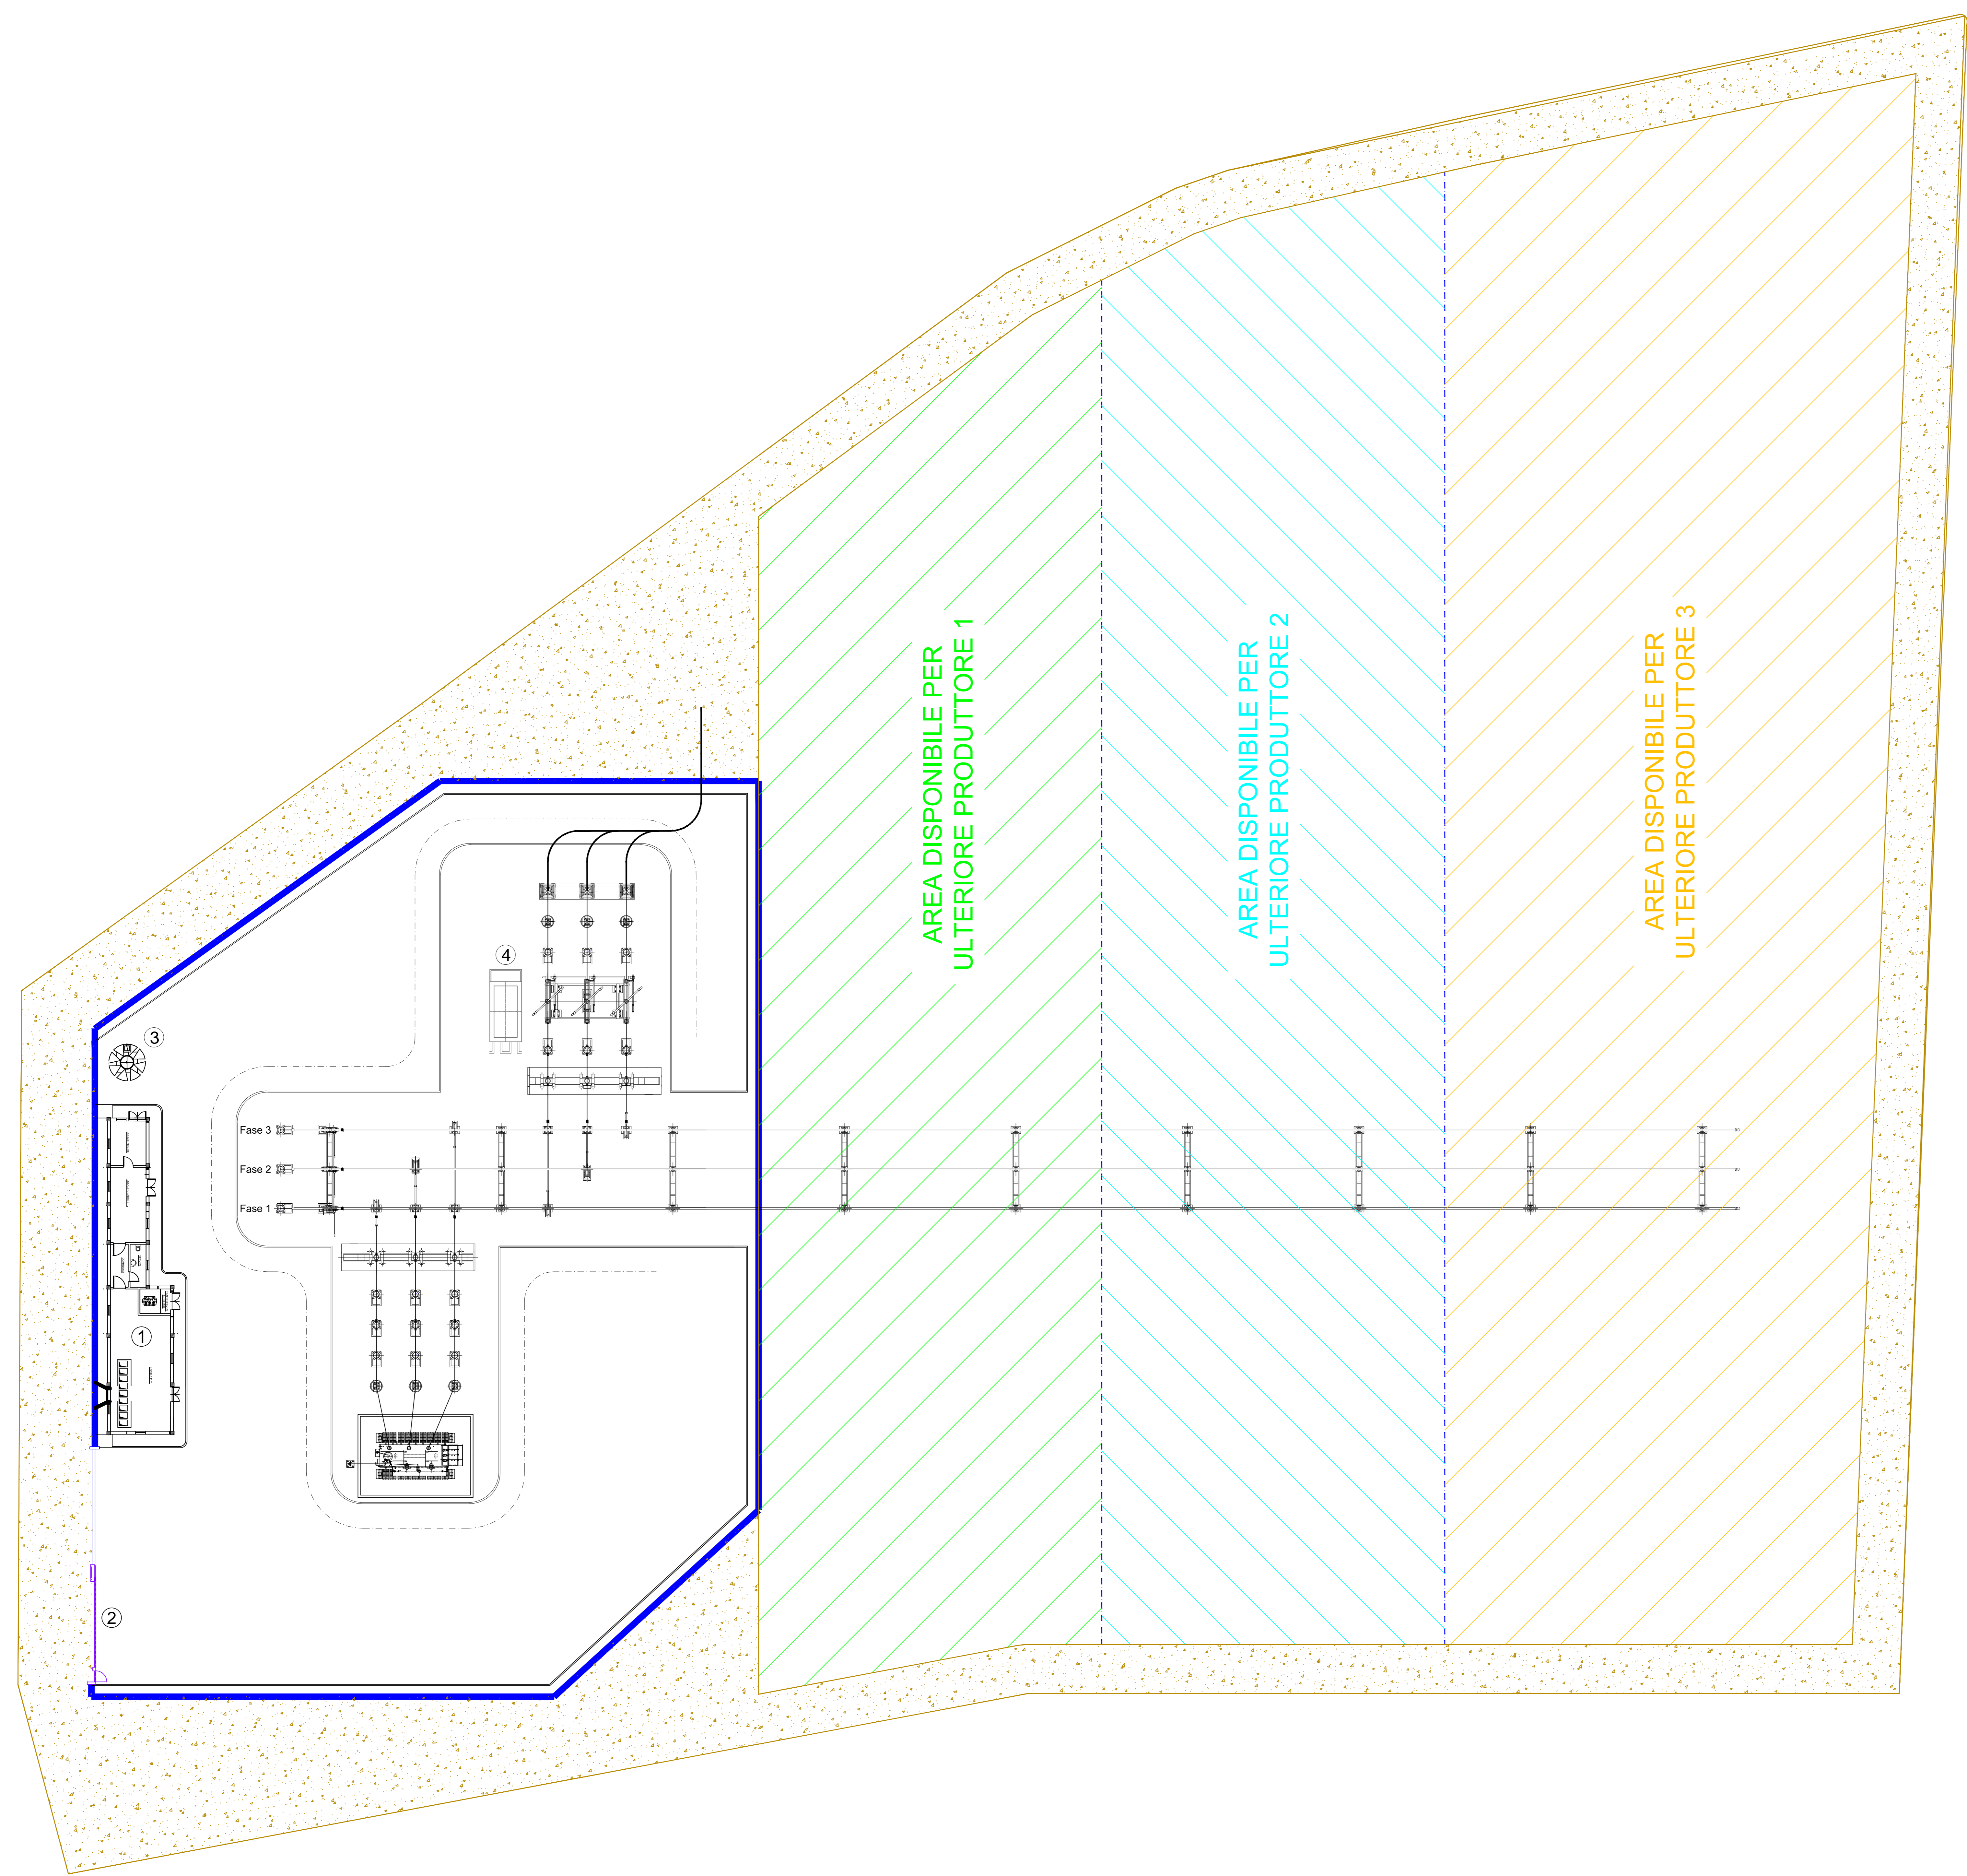 AREA DISPONIBILE PER
ULTERIORE PRODUTTORE 1
AREA DISPONIBILE PER
ULTERIORE PRODUTTORE 2
AREA DISPONIBILE PER
ULTERIORE PRODUTTORE 3
4
3
Fase 3
Fase 2
Fase 1
1
2